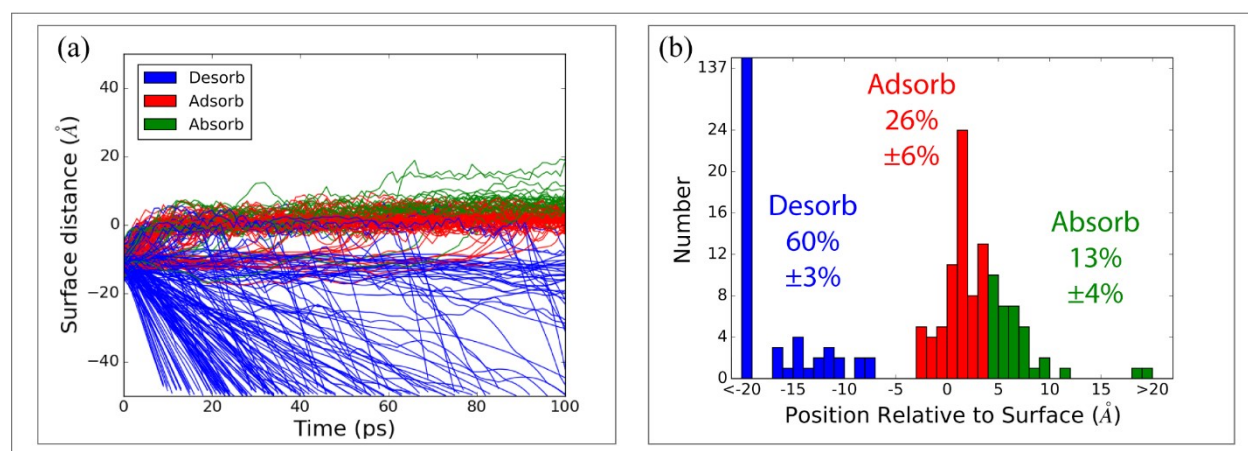 (a)
Surface distance (Å)
40
20
0
−20
−40
Desorb
Adsorb
Absorb
0 20 40 60 80 100
Time (ps)
(b)
Number
137
24
20
16
12
8
4
0
Adsorb
26%
±6%
Desorb
60%
±3%
Absorb
13%
±4%
<-20 -15 -10 -5 0 5 10 15 >20
Position Relative to Surface (Å)